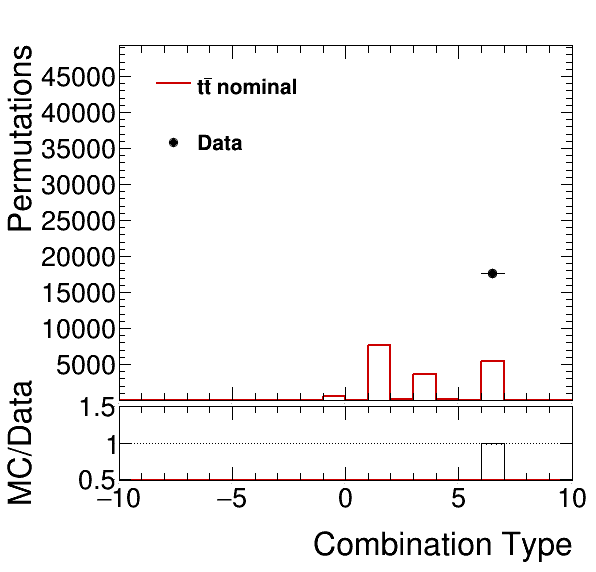 Permutations
45000
40000
35000
30000
25000
20000
15000
10000
5000
tt̄ nominal
Data
MC/Data
1.5
1
0.5
−10 −5 0 5 10
Combination Type